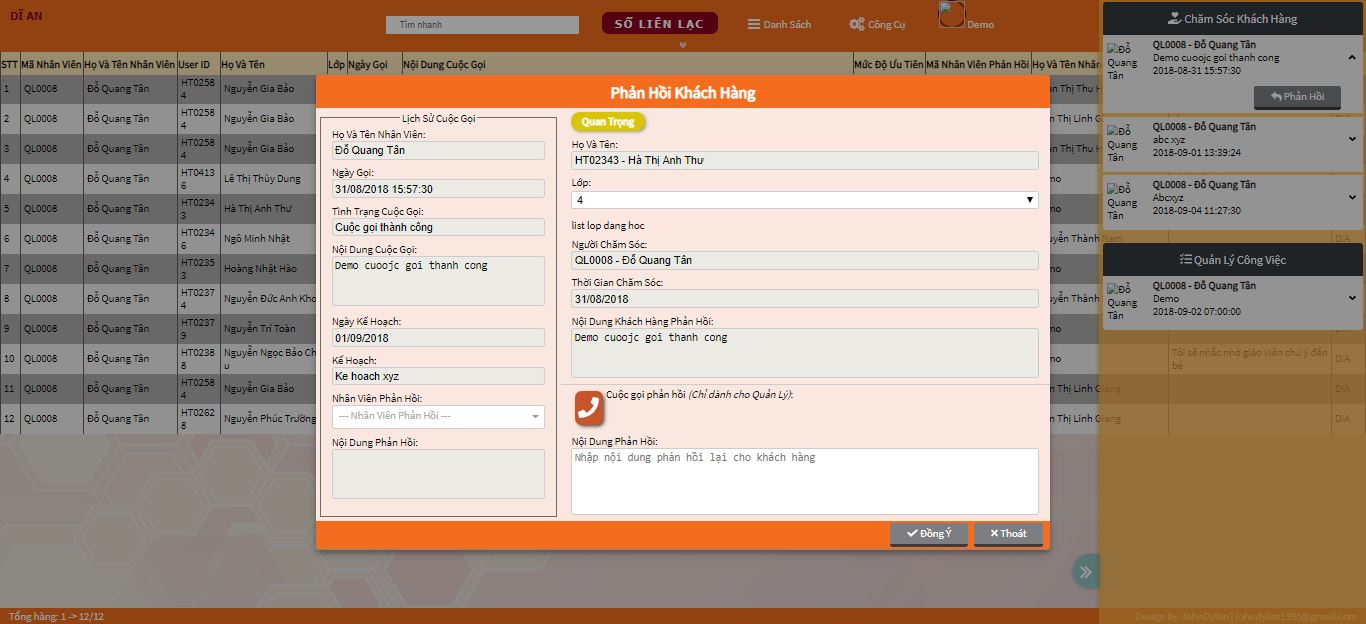 DĨ AN
Tìm nhanh
SỔ LIÊN LẠC
Danh Sách
Công Cụ
Demo
STT Mã Nhân Viên Họ Và Tên Nhân Viên User ID Họ Và Tên Lớp Ngày Gọi Nội Dung Cuộc Gọi Mức Độ Ưu Tiên Mã Nhân Viên Phản Hồi Họ Và Tên Nhân
1 QL0008 Đỗ Quang Tân HT02584 Nguyễn Gia Bảo
2 QL0008 Đỗ Quang Tân HT02584 Nguyễn Gia Bảo
3 QL0008 Đỗ Quang Tân HT02584 Nguyễn Gia Bảo
4 QL0008 Đỗ Quang Tân HT04136 Lê Thị Thùy Dung
5 QL0008 Đỗ Quang Tân HT02343 Hà Thị Anh Thư
6 QL0008 Đỗ Quang Tân HT02346 Ngô Minh Nhật
7 QL0008 Đỗ Quang Tân HT02353 Hoàng Nhật Hào
8 QL0008 Đỗ Quang Tân HT02374 Nguyễn Đức Anh Kho
9 QL0008 Đỗ Quang Tân HT02379 Nguyễn Trí Toàn
10 QL0008 Đỗ Quang Tân HT02388 Nguyễn Ngọc Bảo Chu
11 QL0008 Đỗ Quang Tân HT02584 Nguyễn Gia Bảo
12 QL0008 Đỗ Quang Tân HT02628 Nguyễn Phúc Trường
Phản Hồi Khách Hàng
Lịch Sử Cuộc Gọi
Họ Và Tên Nhân Viên:
Đỗ Quang Tân
Ngày Gọi:
31/08/2018 15:57:30
Tình Trạng Cuộc Gọi:
Cuộc gọi thành công
Nội Dung Cuộc Gọi:
Demo cuoojc goi thanh cong
Ngày Kế Hoạch:
01/09/2018
Kế Hoạch:
Ke hoach xyz
Nhân Viên Phản Hồi:
--- Nhân Viên Phản Hồi ---
Nội Dung Phản Hồi:
Quan Trọng
Họ Và Tên:
HT02343 - Hà Thị Anh Thư
Lớp:
4
list lop dang hoc
Người Chăm Sóc:
QL0008 - Đỗ Quang Tân
Thời Gian Chăm Sóc:
31/08/2018
Nội Dung Khách Hàng Phản Hồi:
Demo cuoojc goi thanh cong
Cuộc gọi phản hồi (Chỉ dành cho Quản Lý):
Nội Dung Phản Hồi:
Nhập nội dung phản hồi lại cho khách hàng
Đồng Ý
Thoát
Chăm Sóc Khách Hàng
Đỗ Quang Tân
QL0008 - Đỗ Quang Tân
Demo cuoojc goi thanh cong
2018-08-31 15:57:30
Phản Hồi
Đỗ Quang Tân
QL0008 - Đỗ Quang Tân
abc xyz
2018-09-01 13:39:24
Đỗ Quang Tân
QL0008 - Đỗ Quang Tân
Abcxyz
2018-09-04 11:27:30
Quản Lý Công Việc
Đỗ Quang Tân
QL0008 - Đỗ Quang Tân
Demo
2018-09-02 07:00:00
Thị Thu H
Thị Linh Giang
Thị Thu H
Thành Nam
DIA
Thành
Tôi sẽ nhắc nhở giáo viên chú ý đến bé
DIA
Thị Linh Giang
DIA
Thị Linh Giang
DIA
Tổng hàng: 1 -> 12/12
Design by JohnDylan | johndylan1995@gmail.com